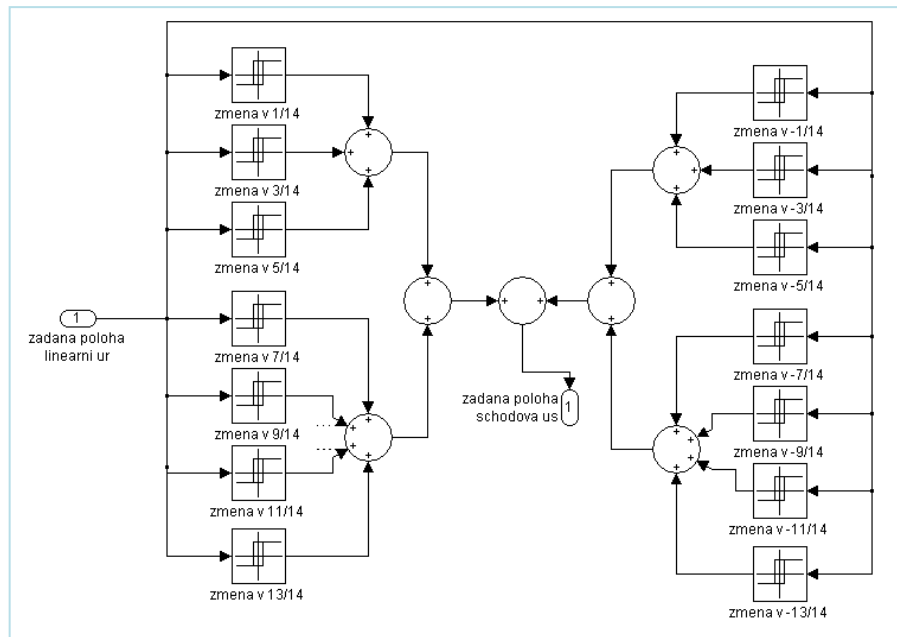 zmena v 1/14
zmena v 3/14
zmena v 5/14
1
zadana poloha
linearni ur
zmena v 7/14
zmena v 9/14
zmena v 11/14
zmena v 13/14
zadana poloha
schodova us
1
zmena v -1/14
zmena v -3/14
zmena v -5/14
zmena v -7/14
zmena v -9/14
zmena v -11/14
zmena v -13/14